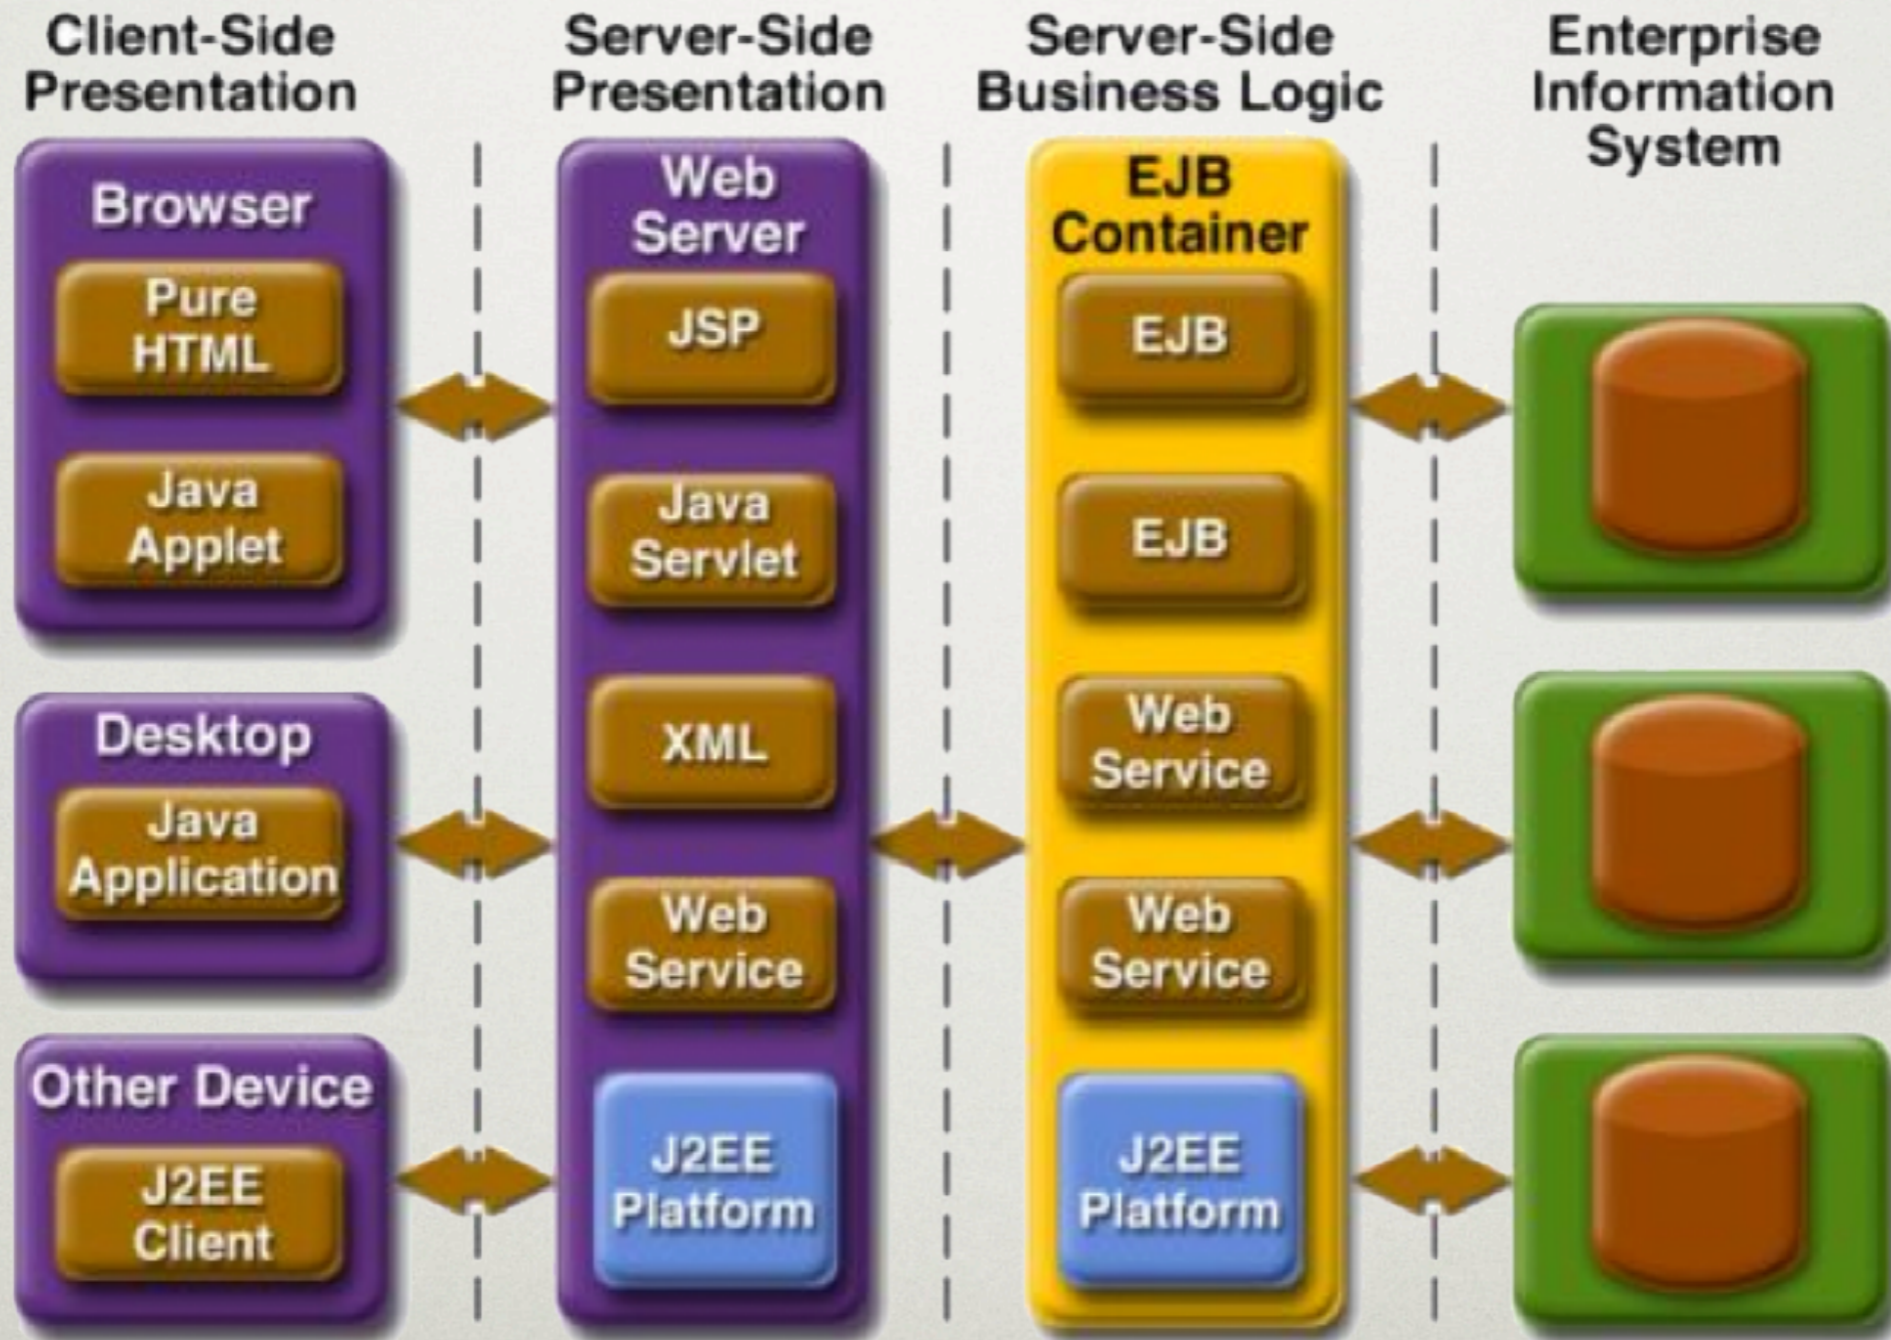 Client-Side
Presentation
Server-Side
Presentation
Server-Side
Business Logic
Enterprise
Information
System
Browser
Pure
HTML
Java
Applet
Desktop
Java
Application
Other Device
J2EE
Client
Web
Server
JSP
Java
Servlet
XML
Web
Service
J2EE
Platform
EJB
Container
EJB
EJB
Web
Service
Web
Service
J2EE
Platform